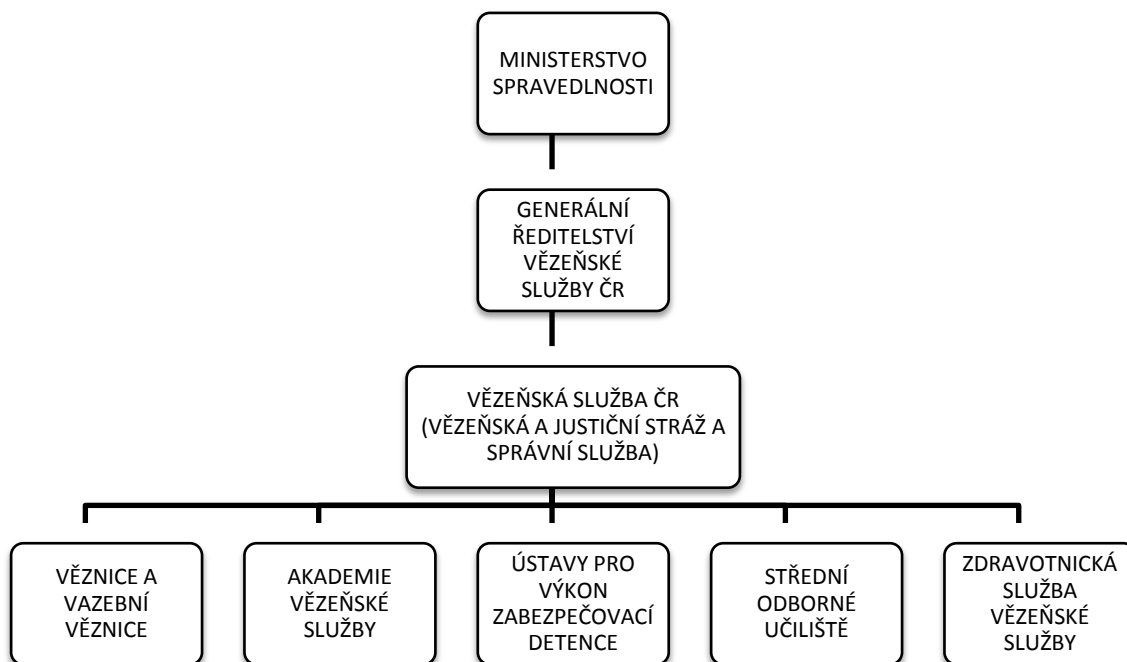 MINISTERSTVO
SPRAVEDLNOSTI
GENERÁLNÍ
ŘEDITELSTVÍ
VĚZEŇSKÉ
SLUŽBY ČR
VĚZEŇSKÁ SLUŽBA ČR
(VĚZEŇSKÁ A JUSTIČNÍ STRÁŽ A
SPRÁVNÍ SLUŽBA)
VĚZNICE A
VAZEBNÍ
VĚZNICE
AKADEMIE
VĚZEŇSKÉ
SLUŽBY
ÚSTAVY PRO
VÝKON
ZABEZPEČOVACÍ
DETENCE
STŘEDNÍ
ODBORNÉ
UČILIŠTĚ
ZDRAVOTNICKÁ
SLUŽBA
VĚZEŇSKÉ
SLUŽBY